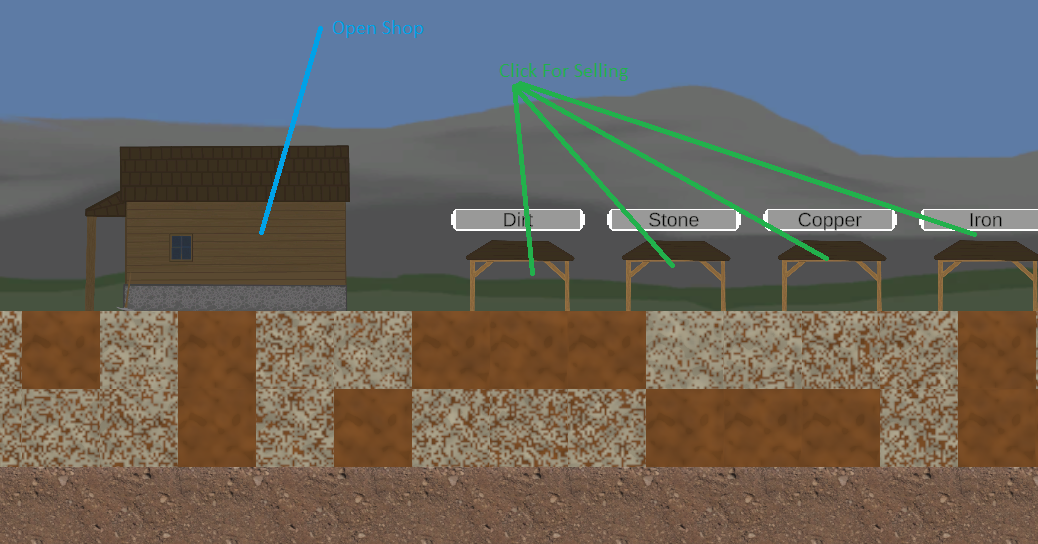 Open Shop
Click For Selling
Dirt
Stone
Copper
Iron